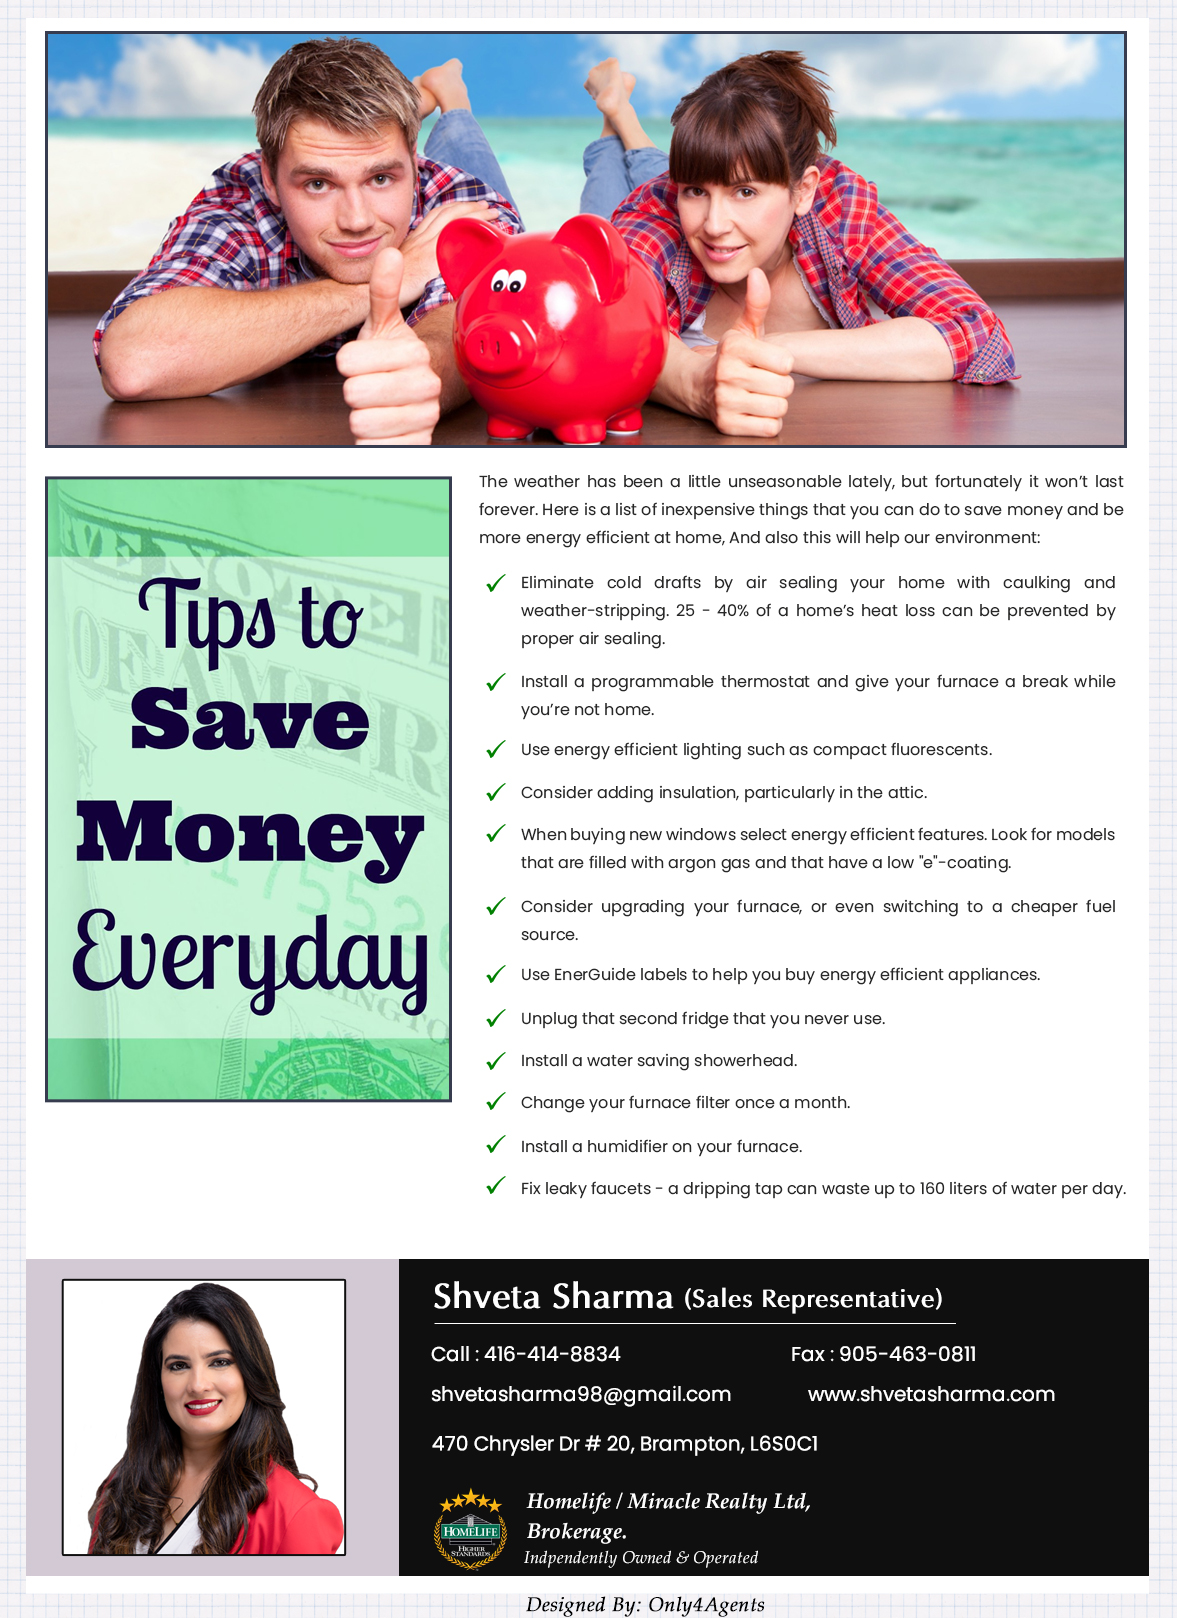 The weather has been a little unseasonable lately, but fortunately it won't last
forever. Here is a list of inexpensive things that you can do to save money and be
more energy efficient at home, And also this will help our environment:
Tips to
Save
Money
Everyday
Eliminate cold drafts by air sealing your home with caulking and
weather-stripping. 25 - 40% of a home's heat loss can be prevented by
proper air sealing.
Install a programmable thermostat and give your furnace a break while
you're not home.
Use energy efficient lighting such as compact fluorescents.
Consider adding insulation, particularly in the attic.
When buying new windows select energy efficient features. Look for models
that are filled with argon gas and that have a low "e"-coating.
Consider upgrading your furnace, or even switching to a cheaper fuel
source.
Use EnerGuide labels to help you buy energy efficient appliances.
Unplug that second fridge that you never use.
Install a water saving showerhead.
Change your furnace filter once a month.
Install a humidifier on your furnace.
Fix leaky faucets - a dripping tap can waste up to 160 liters of water per day.
Shveta Sharma (Sales Representative)
Call : 416-414-8834 Fax : 905-463-0811
shvetasharma98@gmail.com www.shvetasharma.com
470 Chrysler Dr # 20, Brampton, L6S0C1
HOMELIFE
HIGHER
STANDARDS
Homelife / Miracle Realty Ltd,
Brokerage.
Indpendently Owned & Operated
Designed By: Only4Agents